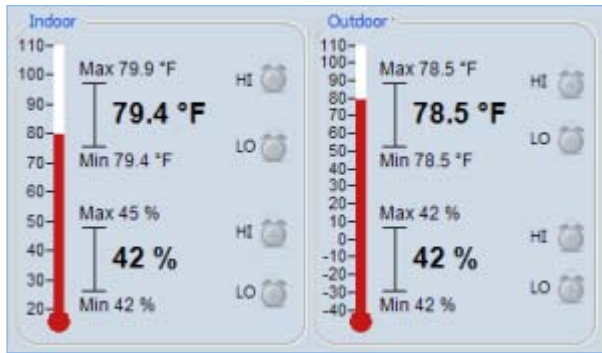 Indoor
110-
100-
90-
80-
70-
60-
50-
40-
30-
20-
Max 79.9 °F
79.4 °F
Min 79.4 °F
HI
LO
Max 45 %
42 %
Min 42 %
HI
LO
Outdoor
110-
100-
90-
80-
70-
60-
50-
40-
30-
20-
10-
0-
-10-
-20-
-30-
-40-
Max 78.5 °F
78.5 °F
Min 78.5 °F
HI
LO
Max 42 %
42 %
Min 42 %
HI
LO